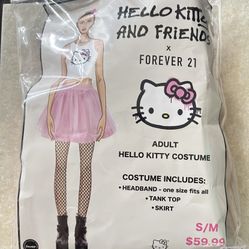 HELLO KITTY
AND FRIENDS
x
FOREVER 21
ADULT
HELLO KITTY COSTUME
COSTUME INCLUDES:
•HEADBAND - one size fits all
•TANK TOP
•SKIRT
S/M
$59.99